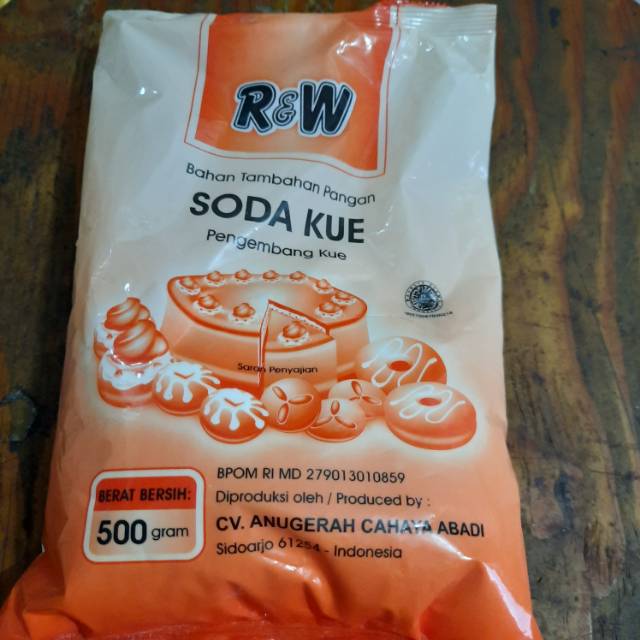 R&W
Bahan Tambahan Pangan
SODA KUE
Pengembang Kue
Saran Penyajian
BERAT BERSIH:
500 gram
BPOM RI MD 279013010859
Diproduksi oleh / Produced by :
CV. ANUGERAH CAHAYA ABADI
Sidoarjo 61254 - Indonesia